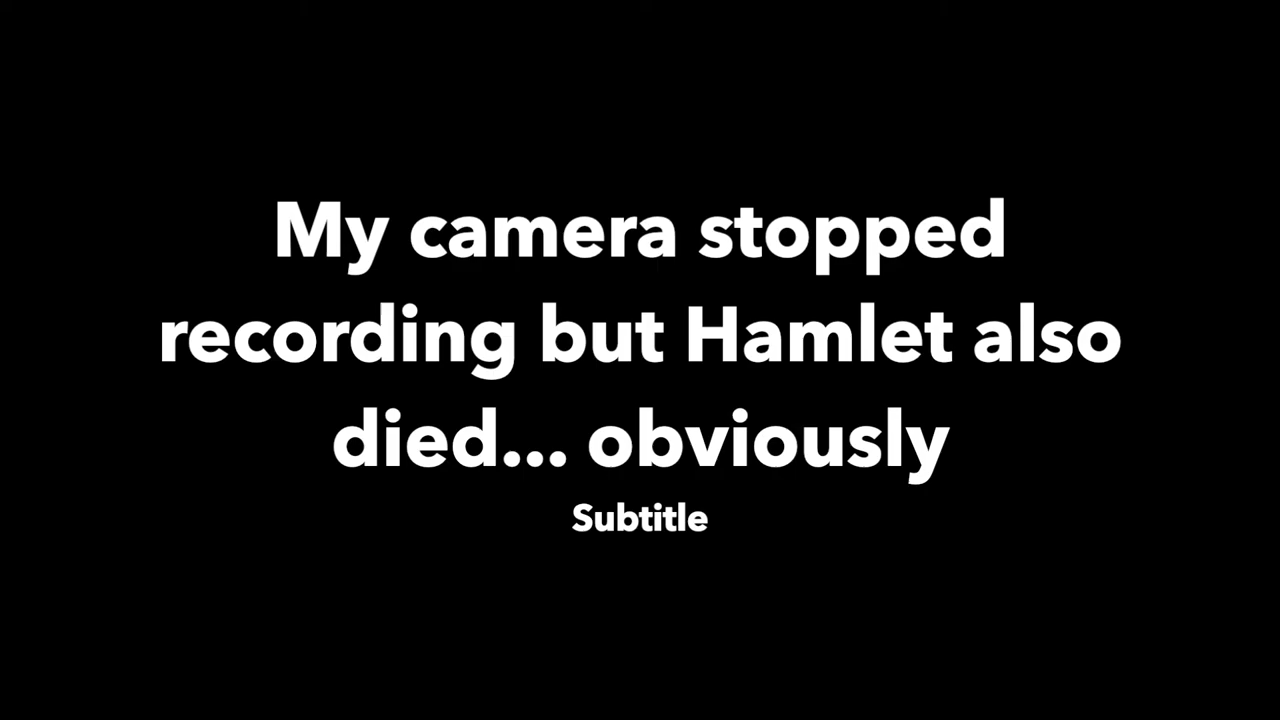 My camera stopped
recording but Hamlet also
died... obviously
Subtitle